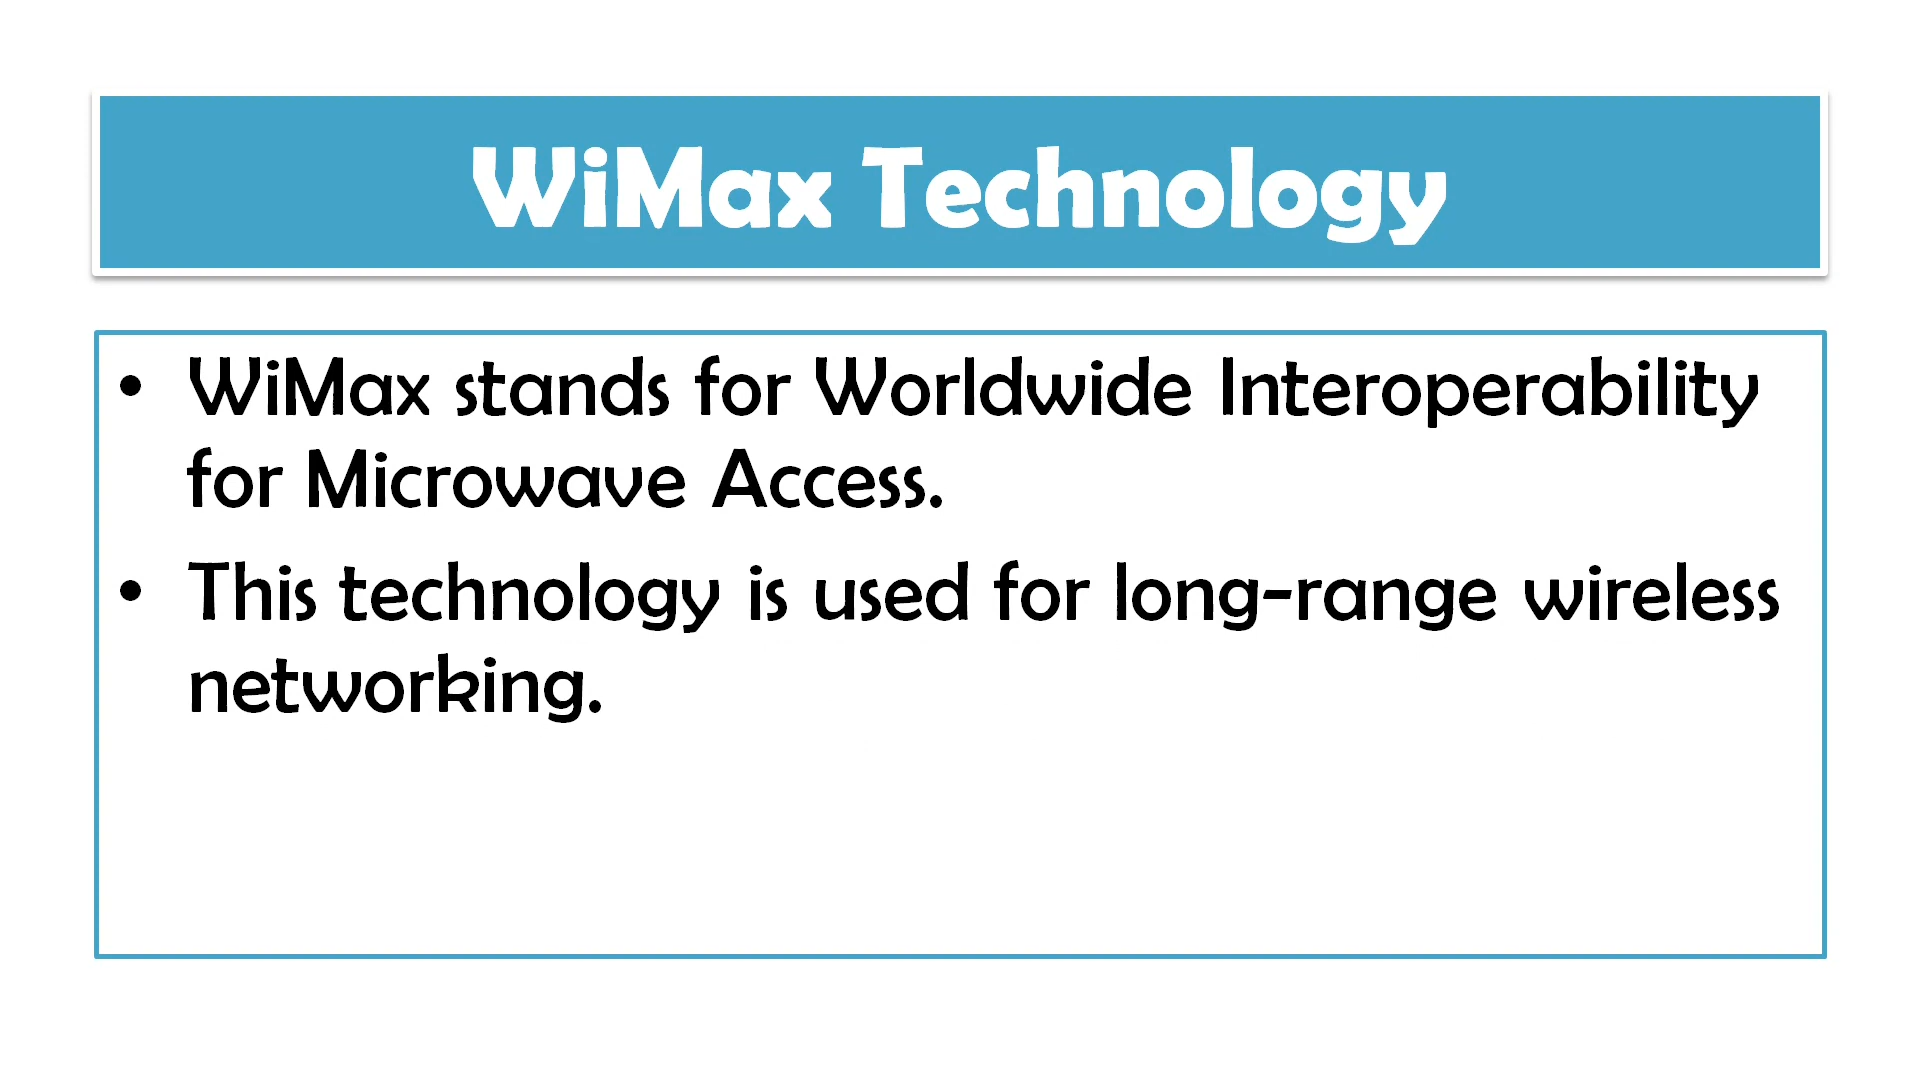 WiMax Technology
• WiMax stands for Worldwide Interoperability
for Microwave Access.
• This technology is used for long-range wireless
networking.